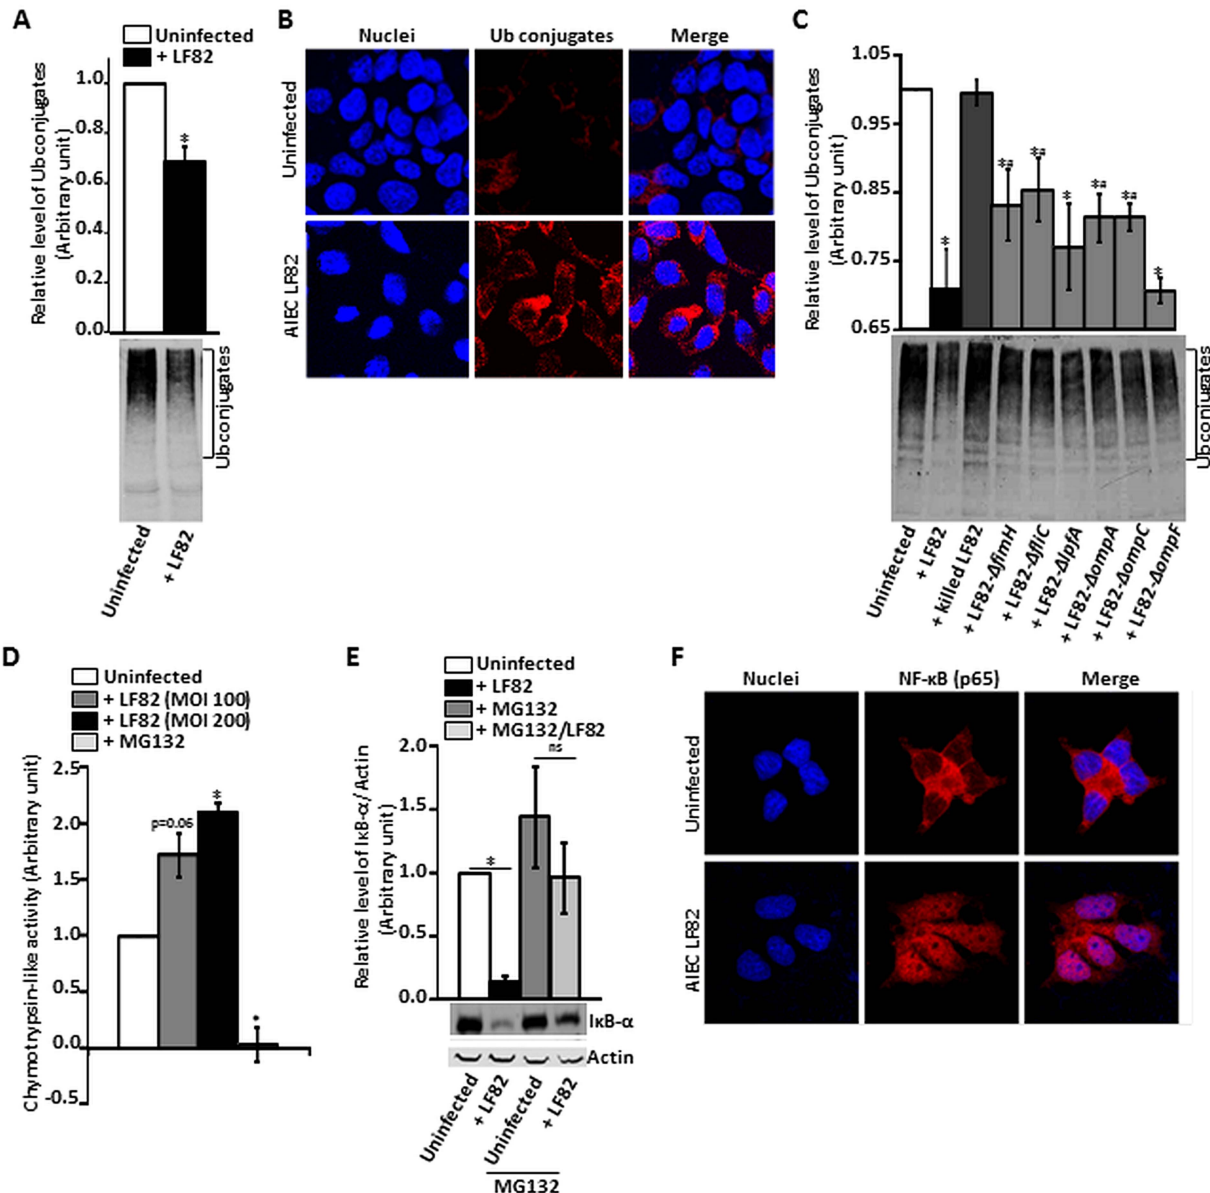 A
Uninfected
+ LF82
Relative level of Ub conjugates
(Arbitrary unit)
1.0
0.8
0.6
0.4
0.2
0.0
*
Ub conjugates
Uninfected
+ LF82
B
Nuclei
Ub conjugates
Merge
Uninfected
AIEC LF82
C
Relative level of Ub conjugates
(Arbitrary unit)
1.05
0.95
0.85
0.75
0.65
*
*
*
Ub conjugates
Uninfected
+ LF82
+ killed LF82
+ LF82-ΔfimH
+ LF82-ΔfliC
+ LF82-ΔlpfA
+ LF82-ΔompA
+ LF82-ΔompC
+ LF82-ΔompF
D
Uninfected
+ LF82 (MOI 100)
+ LF82 (MOI 200)
+ MG132
Chymotrypsin-like activity (Arbitrary unit)
2.5
2.0
1.5
1.0
0.5
0.0
-0.5
p=0.06
*
*
E
Uninfected
+ LF82
+ MG132
+ MG132/LF82
Relative level of IκB-α/ Actin
(Arbitrary unit)
2.0
1.5
1.0
0.5
0.0
*
ns
IκB-α
Actin
Uninfected
+ LF82
Uninfected
+ LF82
MG132
F
Nuclei
NF-κB (p65)
Merge
Uninfected
AIEC LF82